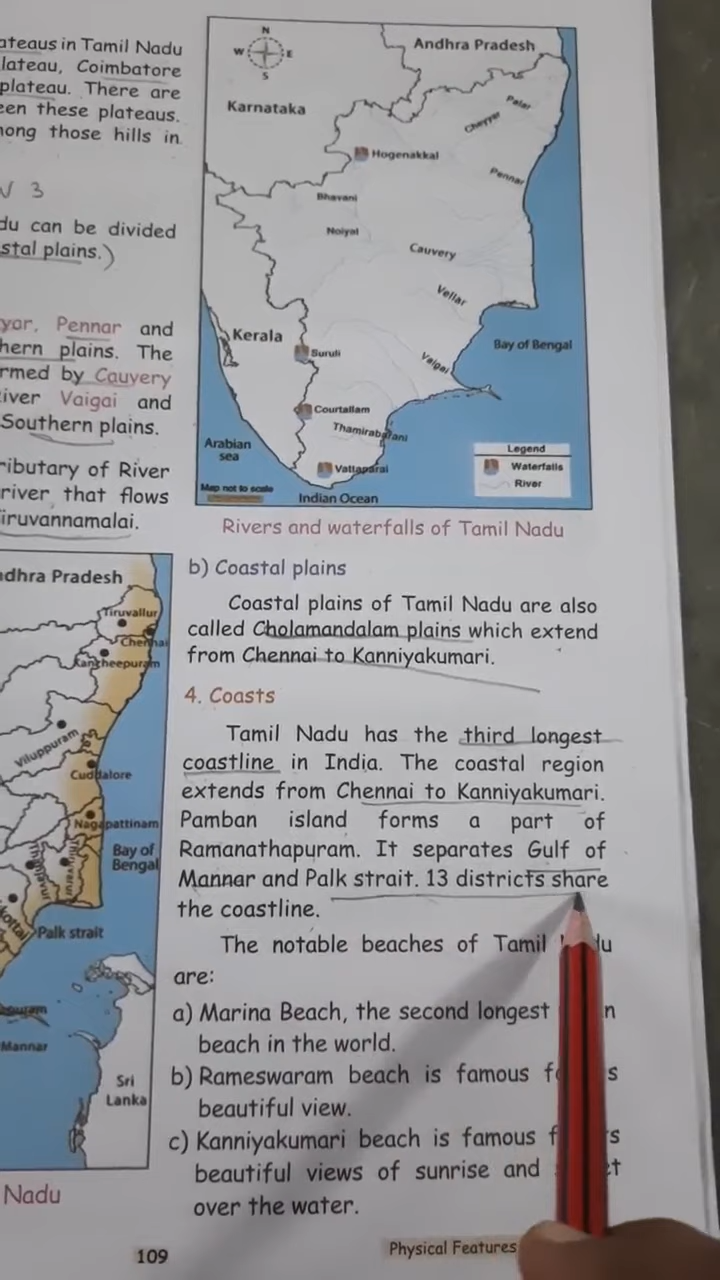 ateaus in Tamil Nadu
lateau, Coimbatore
plateau. There are
een these plateaus.
nong those hills in
3
du can be divided
stal plains.)
yar, Pennar and
hern plains. The
rmed by Cauvery
iver Vaigai and
Southern plains.
ributary of River
river that flows
iruvannamalai.
N
W E
S
Andhra Pradesh
Karnataka
Palar
Cheyyar
Hogenakkal
Pennar
Bhavani
Noiyal
Cauvery
Vellar
Kerala
Bay of Bengal
Suruli
Vaigai
Courtallam
Thamirabarani
Arabian
sea
Vattaparai
Legend
Waterfalls
River
Map not to scale
Indian Ocean
Rivers and waterfalls of Tamil Nadu
b) Coastal plains
Coastal plains of Tamil Nadu are also
called Cholamandalam plains which extend
from Chennai to Kanniyakumari.
4. Coasts
Tamil Nadu has the third longest
coastline in India. The coastal region
extends from Chennai to Kanniyakumari.
Pamban island forms a part of
Ramanathapuram. It separates Gulf of
Mannar and Palk strait. 13 districts share
the coastline.
The notable beaches of Tamil du
are:
a) Marina Beach, the second longest n
beach in the world.
b) Rameswaram beach is famous f s
beautiful view.
c) Kanniyakumari beach is famous f s
beautiful views of sunrise and t
over the water.
dhra Pradesh
Tiruvallur
Chennai
Kancheepuram
Viluppuram
Cuddalore
Nagapattinam
Thiruvarur
Bay of
Bengal
Palk strait
Mannar
Sri
Lanka
Nadu
109
Physical Features